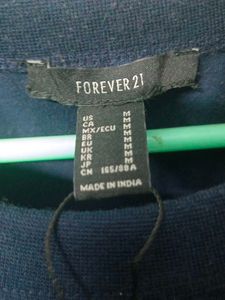 FOREVER 21
M
US M
CA M
MX/ECU M
BR M
EU M
UK M
KR M
JP M
CN 165/88A
MADE IN INDIA